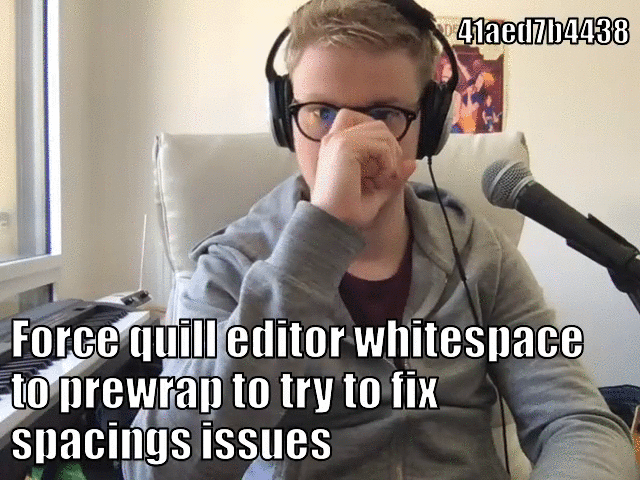 41aed7b4438
Force quill editor whitespace
to prewrap to try to fix
spacings issues